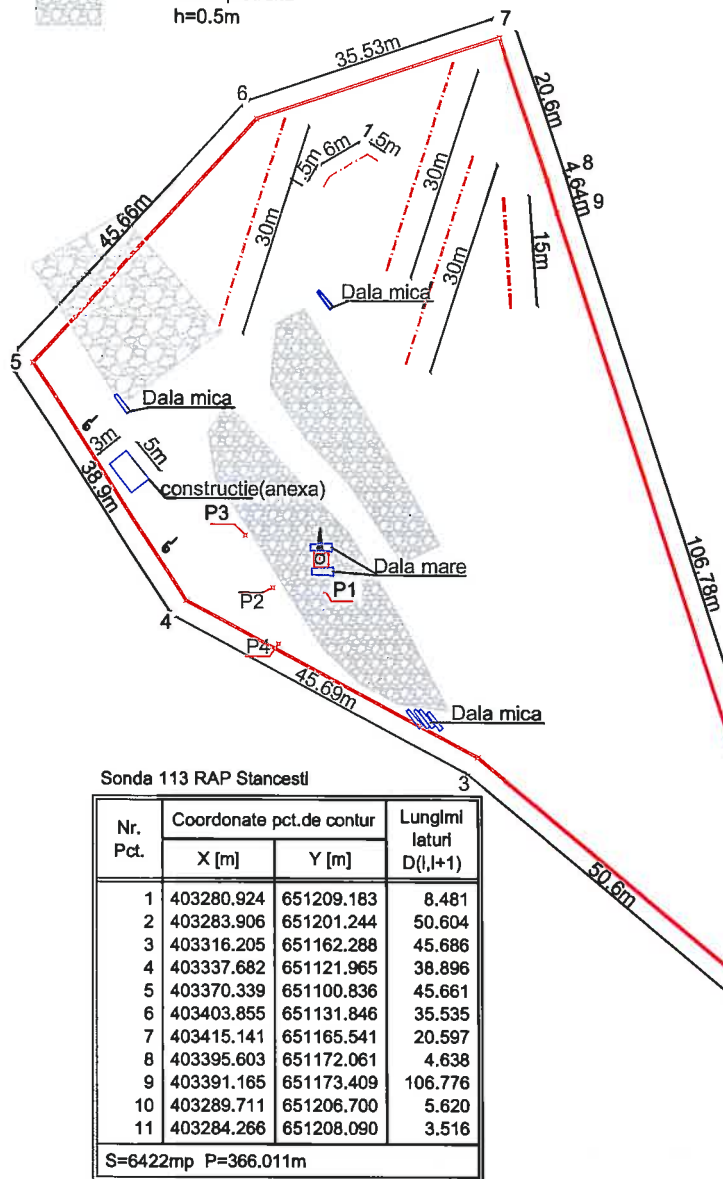 h=0.5m
7
35.53m
20.6m
6
1.5m
6m
1.5m
8
4.64m
9
30m
30m
30m
15m
45.66m
Dala mica
5
Dala mica
6
3m
5m
38.9m
constructie(anexa)
P3
6
Dala mare
106.78m
P2
P1
4
P4
45.69m
Dala mica
3
50.6m
Sonda 113 RAP Stancesti
Nr. Pct. Coordonate pct.de contur Lungimi laturi D(i,i+1)
X [m] Y [m]
1 403280.924 651209.183 8.481
2 403283.906 651201.244 50.604
3 403316.205 651162.288 45.686
4 403337.682 651121.965 38.896
5 403370.339 651100.836 45.661
6 403403.855 651131.846 35.535
7 403415.141 651165.541 20.597
8 403395.603 651172.061 4.638
9 403391.165 651173.409 106.776
10 403289.711 651206.700 5.620
11 403284.266 651208.090 3.516
S=6422mp P=366.011m